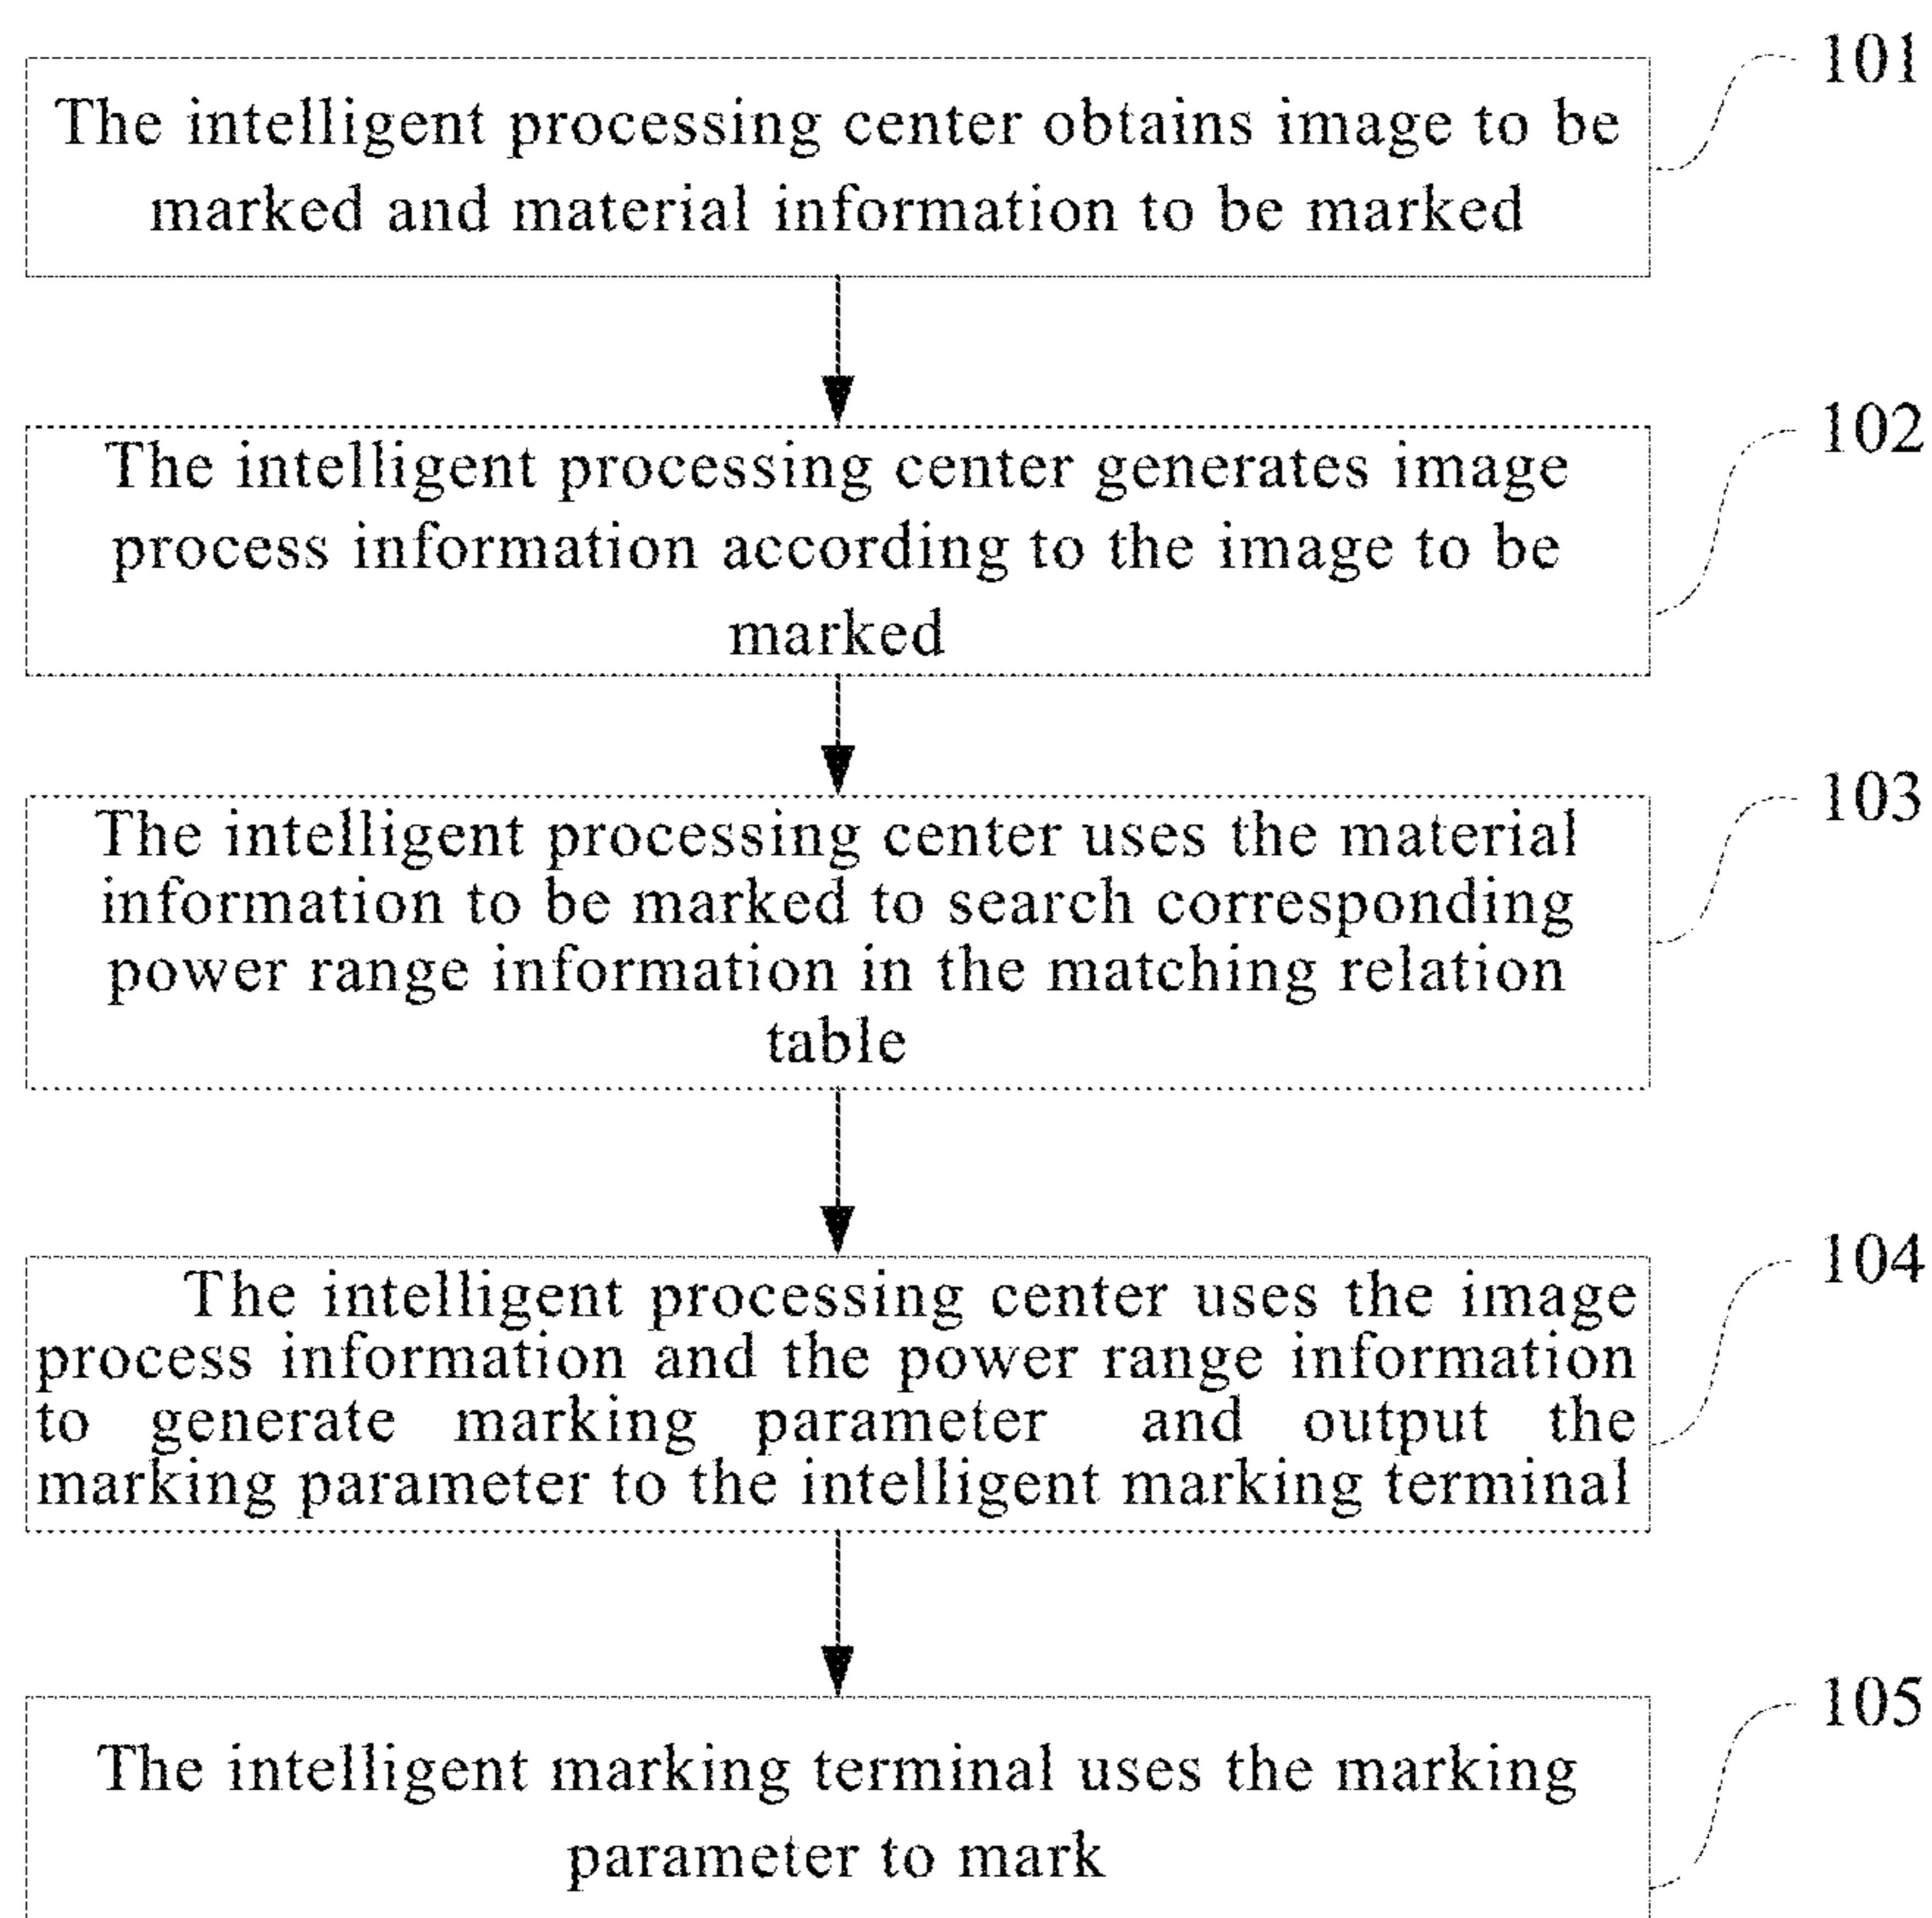 101
The intelligent processing center obtains image to be
marked and material information to be marked
102
The intelligent processing center generates image
process information according to the image to be
marked
103
The intelligent processing center uses the material
information to be marked to search corresponding
power range information in the matching relation
table
104
The intelligent processing center uses the image
process information and the power range information
to generate marking parameter and output the
marking parameter to the intelligent marking terminal
105
The intelligent marking terminal uses the marking
parameter to mark